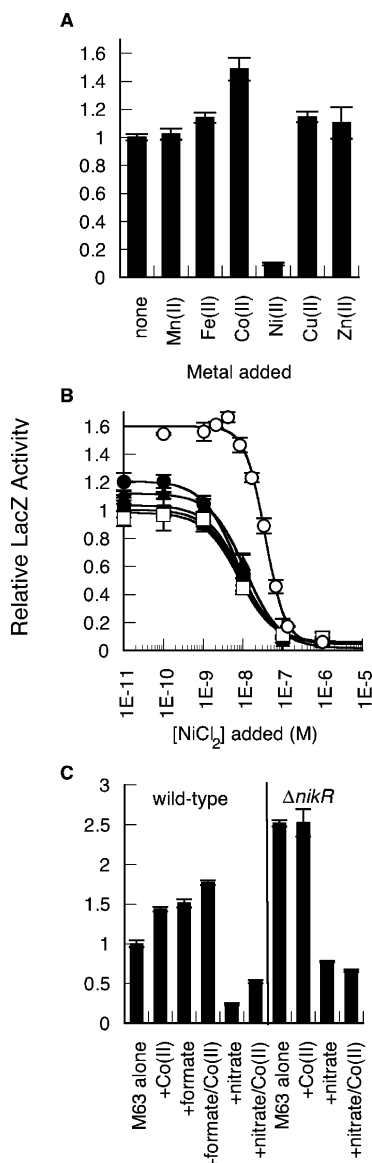 A
1.6
1.4
1.2
1
0.8
0.6
0.4
0.2
0
none
Mn(II)
Fe(II)
Co(II)
Ni(II)
Cu(II)
Zn(II)
Metal added
B
Relative LacZ Activity
1.6
1.4
1.2
1
0.8
0.6
0.4
0.2
0
1E-11
1E-10
1E-9
1E-8
1E-7
1E-6
1E-5
[NiCl2] added (M)
C
3
2.5
2
1.5
1
0.5
0
wild-type
ΔnikR
M63 alone
+Co(II)
+formate
+formate/Co(II)
+nitrate
+nitrate/Co(II)
M63 alone
+Co(II)
+nitrate
+nitrate/Co(II)